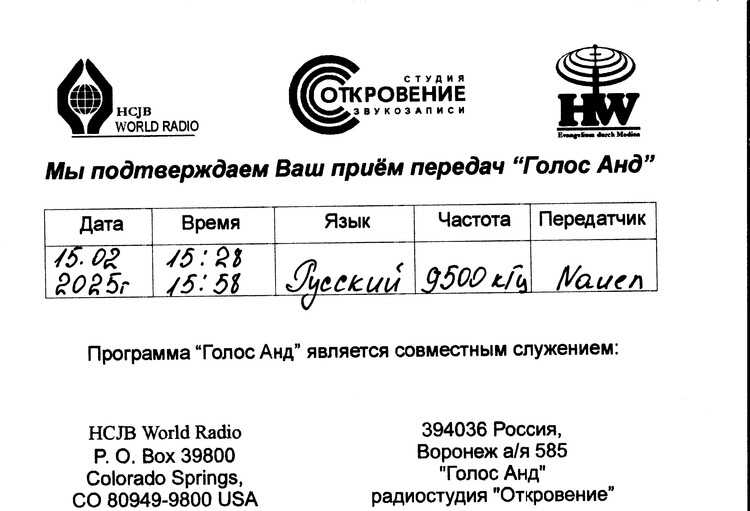 HCJB
WORLD RADIO
СТУДИЯ
ОТКРОВЕНИЕ
ЗВУКОЗАПИСИ
HW
Evangelium durch Medien
Мы подтверждаем Ваш приём передач “Голос Анд”
Дата Время Язык Частота Передатчик
15.02 15:28
2025г 15:58 Русский 9500 кГц Nauen
Программа “Голос Анд” является совместным служением:
HCJB World Radio
P. O. Box 39800
Colorado Springs,
CO 80949-9800 USA
394036 Россия,
Воронеж а/я 585
"Голос Анд"
радиостудия "Откровение"